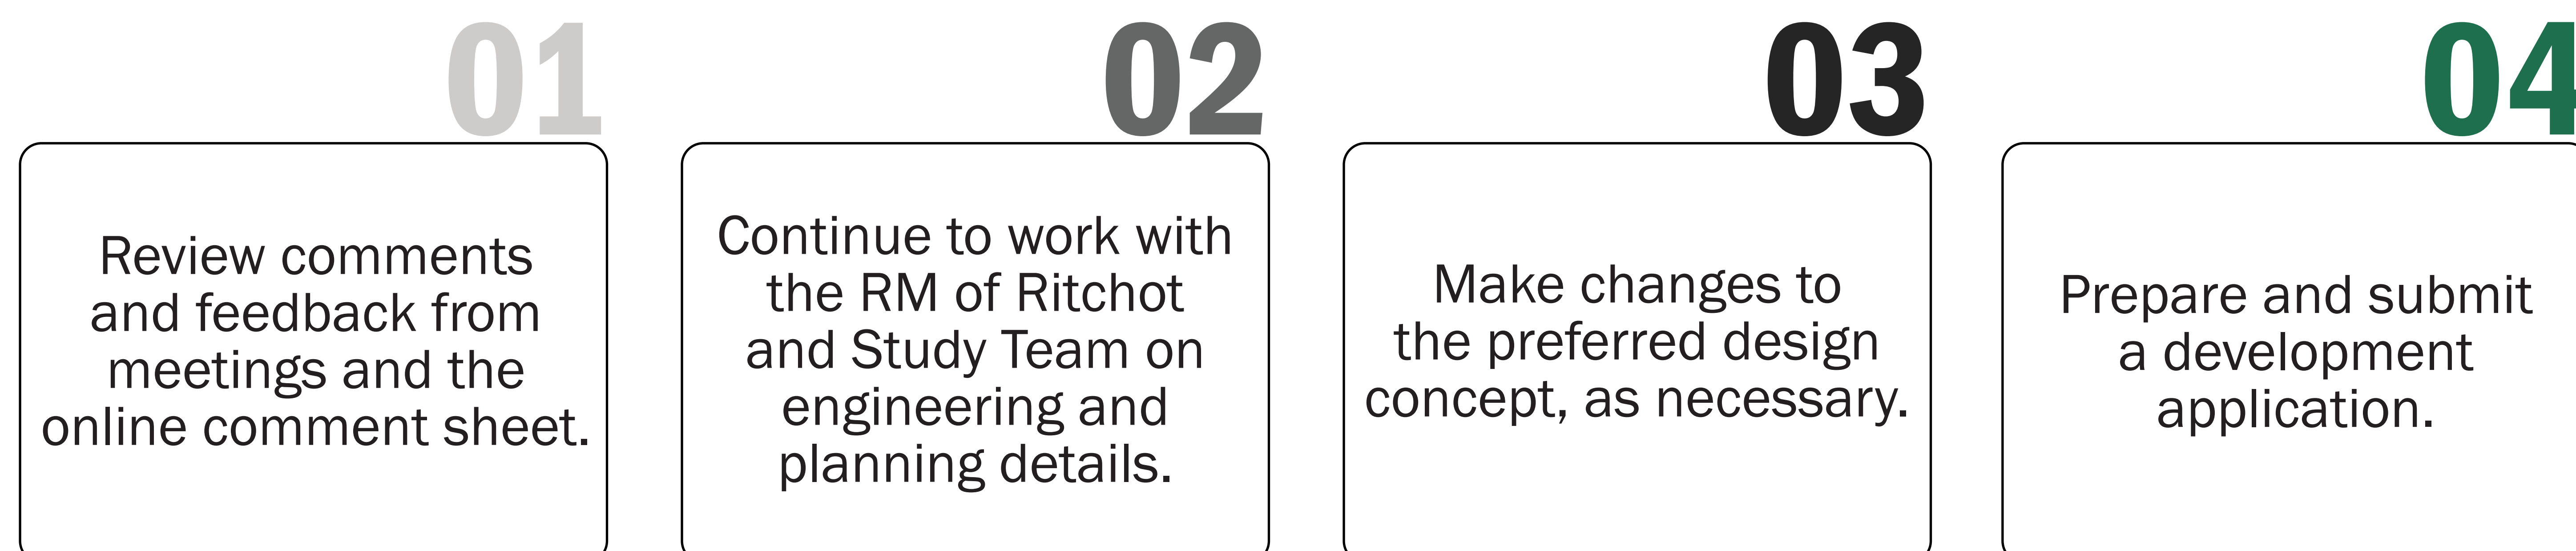 01
Review comments
and feedback from
meetings and the
online comment sheet.
02
Continue to work with
the RM of Ritchot
and Study Team on
engineering and
planning details.
03
Make changes to
the preferred design
concept, as necessary.
04
Prepare and submit
a development
application.